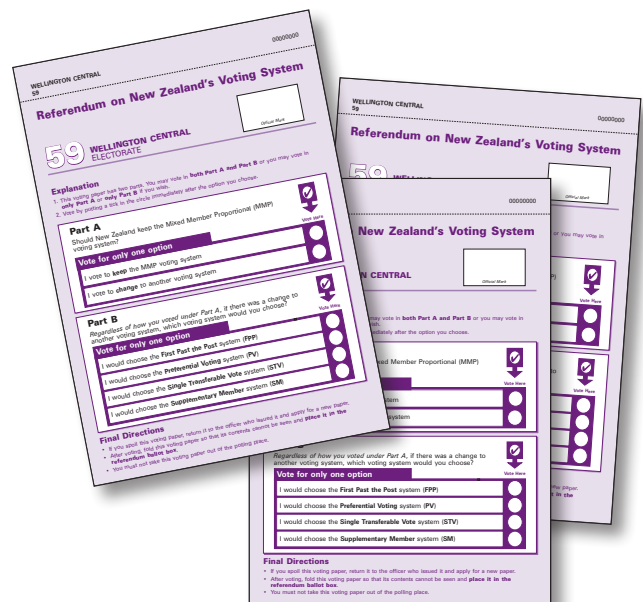 WELLINGTON CENTRAL
59
00000000
Referendum on New Zealand's Voting System
Official Mark
59 WELLINGTON CENTRAL
ELECTORATE
Explanation
1. This voting paper has two parts. You may vote in both Part A and Part B or you may vote in
only Part A or only Part B if you wish.
2. Vote by putting a tick in the circle immediately after the option you choose.
Part A
Should New Zealand keep the Mixed Member Proportional (MMP)
voting system?
Vote Here
Vote for only one option
I vote to keep the MMP voting system
I vote to change to another voting system
Part B
Regardless of how you voted under Part A, if there was a change to
another voting system, which voting system would you choose?
Vote Here
Vote for only one option
I would choose the First Past the Post system (FPP)
I would choose the Preferential Voting system (PV)
I would choose the Single Transferable Vote system (STV)
I would choose the Supplementary Member system (SM)
Final Directions
• If you spoil this voting paper, return it to the officer who issued it and apply for a new paper.
• After voting, fold this voting paper so that its contents cannot be seen and place it in the
referendum ballot box.
• You must not take this voting paper out of the polling place.
WELLINGTON CENTRAL
59
00000000
Referendum on New Zealand's Voting System
59
Official Mark
or you may vote in
Vote Here
to
Vote Here
paper.
in the
00000000
New Zealand's Voting System
CENTRAL
Official Mark
may vote in both Part A and Part B or you may vote in
immediately after the option you choose.
Mixed Member Proportional (MMP)
Vote Here
system
system
Regardless of how you voted under Part A, if there was a change to
another voting system, which voting system would you choose?
Vote Here
Vote for only one option
I would choose the First Past the Post system (FPP)
I would choose the Preferential Voting system (PV)
I would choose the Single Transferable Vote system (STV)
I would choose the Supplementary Member system (SM)
Final Directions
• If you spoil this voting paper, return it to the officer who issued it and apply for a new paper.
• After voting, fold this voting paper so that its contents cannot be seen and place it in the
referendum ballot box.
• You must not take this voting paper out of the polling place.